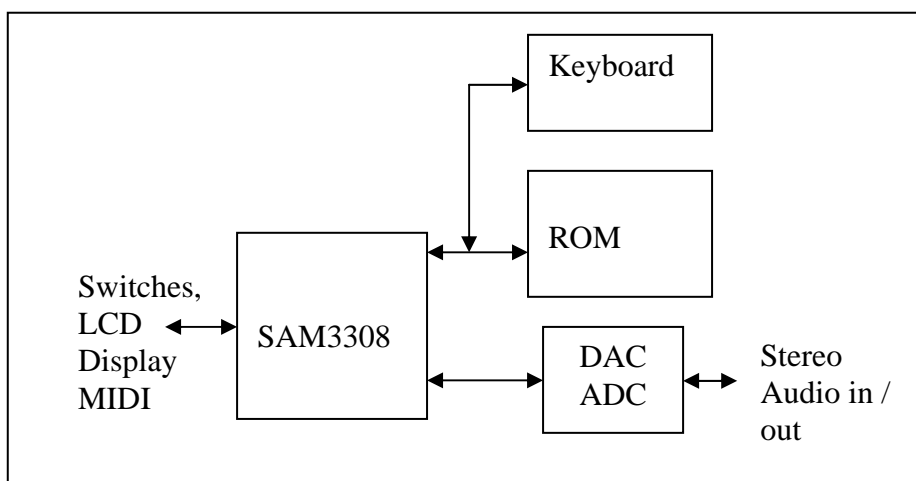 Keyboard
ROM
Switches,
LCD
Display
MIDI
SAM3308
DAC
ADC
Stereo
Audio in /
out